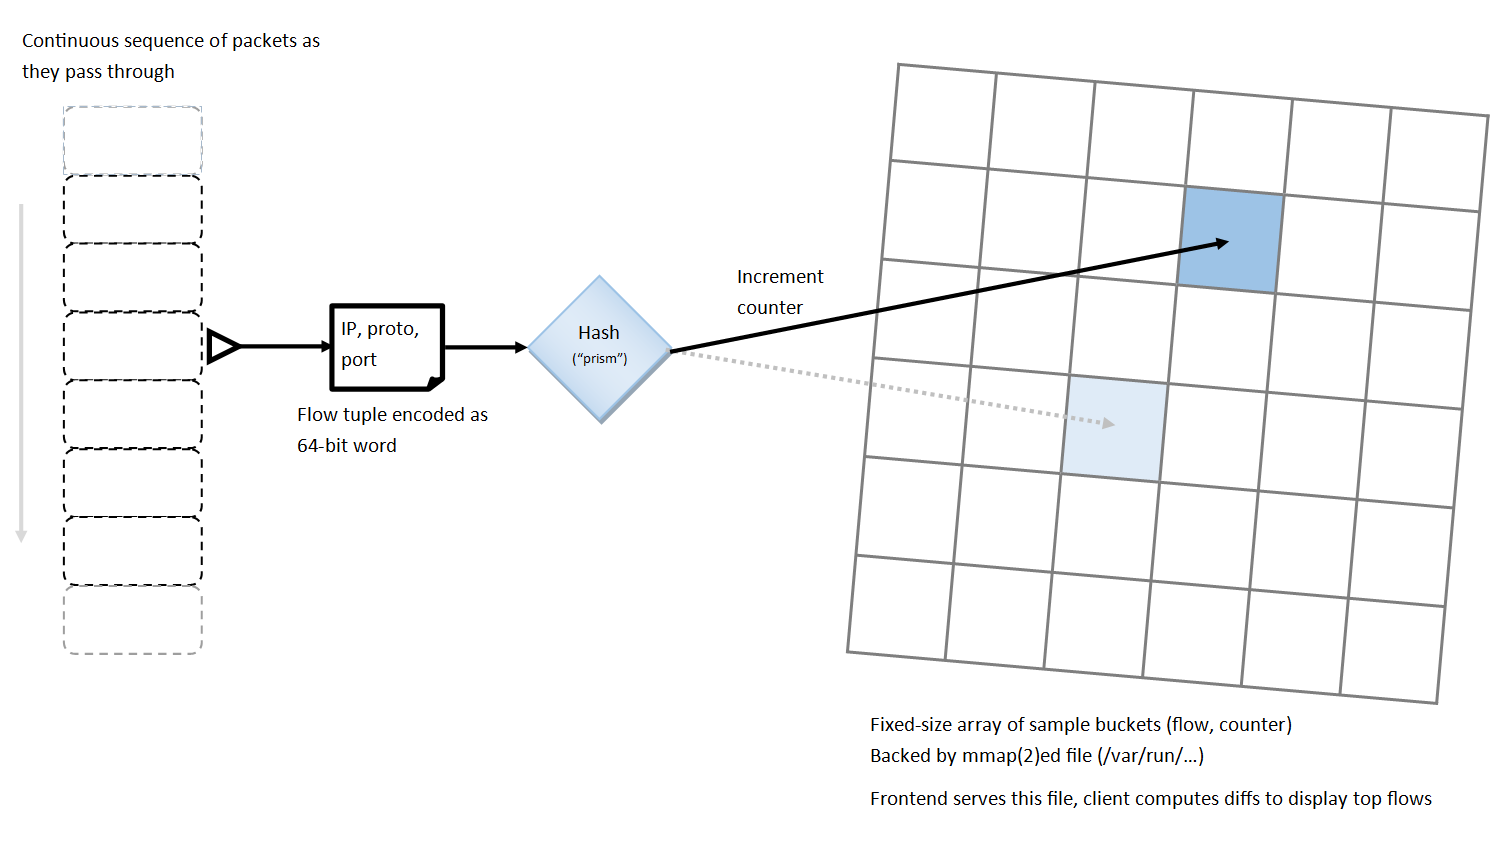 Continuous sequence of packets as
they pass through
IP, proto,
port
Flow tuple encoded as
64-bit word
Hash
(“prism”)
Increment
counter
Fixed-size array of sample buckets (flow, counter)
Backed by mmap(2)ed file (/var/run/…)
Frontend serves this file, client computes diffs to display top flows